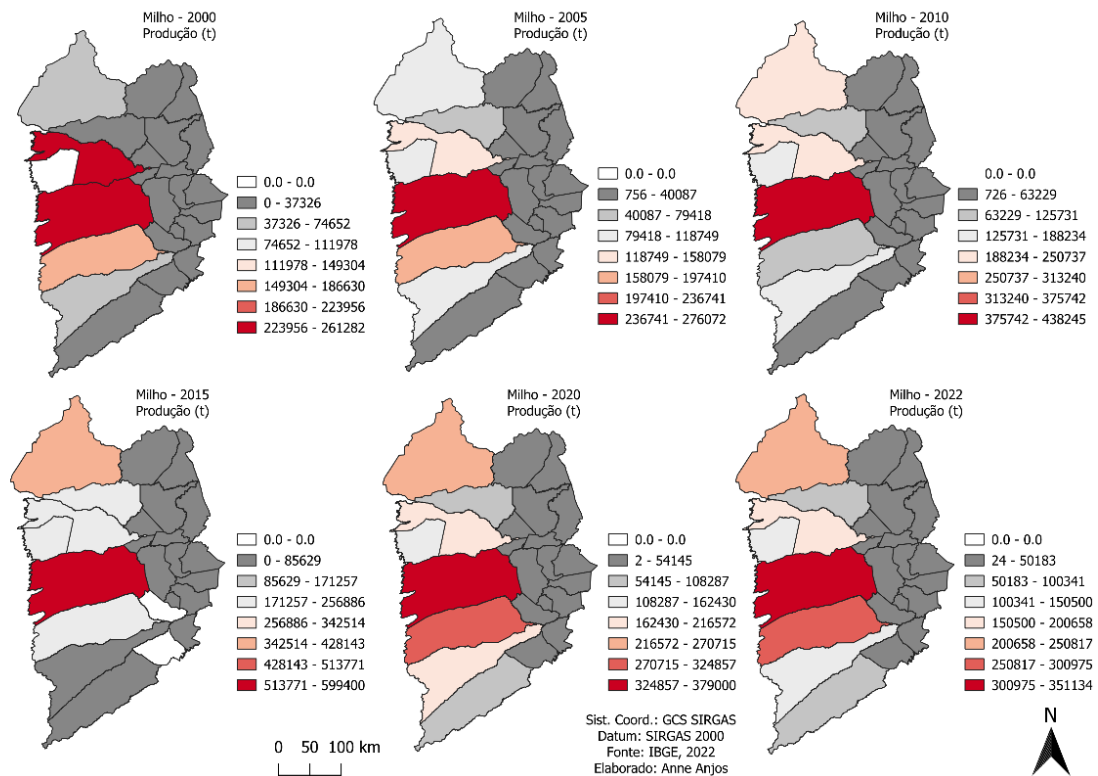 Milho - 2000
Produção (t)
0.0 - 0.0
0 - 37326
37326 - 74652
74652 - 111978
111978 - 149304
149304 - 186630
186630 - 223956
223956 - 261282
Milho - 2005
Produção (t)
0.0 - 0.0
756 - 40087
40087 - 79418
79418 - 118749
118749 - 158079
158079 - 197410
197410 - 236741
236741 - 276072
Milho - 2010
Produção (t)
0.0 - 0.0
726 - 63229
63229 - 125731
125731 - 188234
188234 - 250737
250737 - 313240
313240 - 375742
375742 - 438245
Milho - 2015
Produção (t)
0.0 - 0.0
0 - 85629
85629 - 171257
171257 - 256886
256886 - 342514
342514 - 428143
428143 - 513771
513771 - 599400
Milho - 2020
Produção (t)
0.0 - 0.0
2 - 54145
54145 - 108287
108287 - 162430
162430 - 216572
216572 - 270715
270715 - 324857
324857 - 379000
Milho - 2022
Produção (t)
0.0 - 0.0
24 - 50183
50183 - 100341
100341 - 150500
150500 - 200658
200658 - 250817
250817 - 300975
300975 - 351134
0 50 100 km
Sist. Coord.: GCS SIRGAS
Datum: SIRGAS 2000
Fonte: IBGE, 2022
Elaborado: Anne Anjos
N